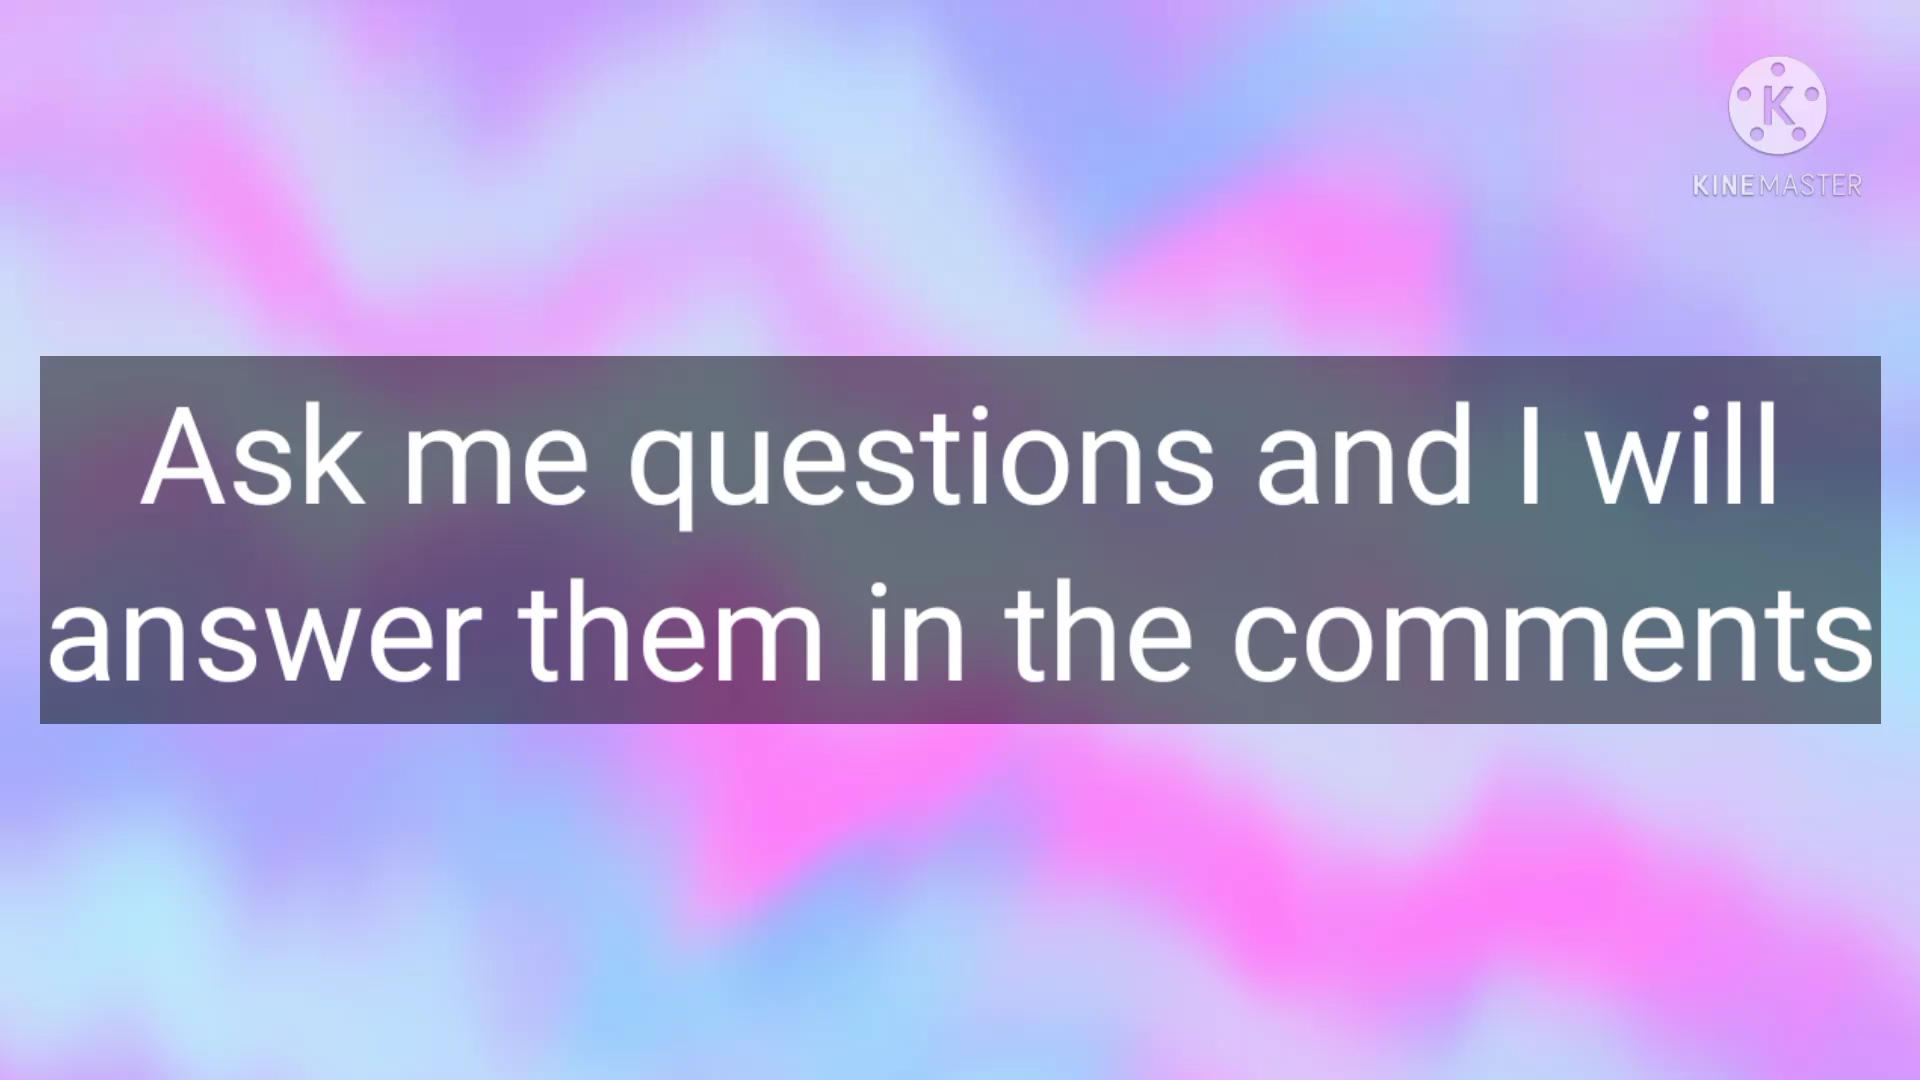 K
KINEMASTER
Ask me questions and I will
answer them in the comments